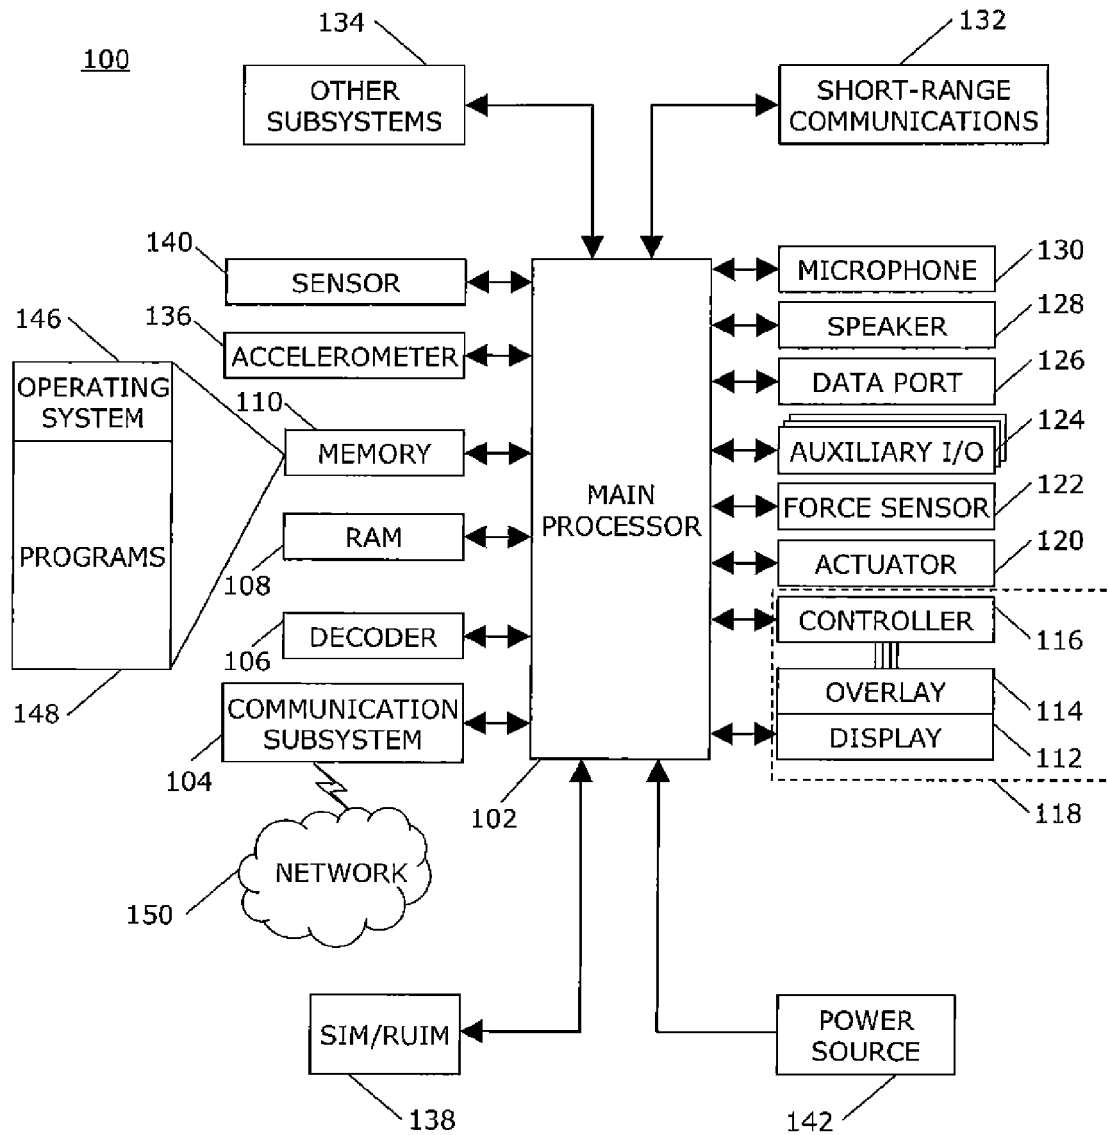 134
132
100
OTHER
SUBSYSTEMS
SHORT-RANGE
COMMUNICATIONS
140
SENSOR
MICROPHONE
130
136
ACCELEROMETER
SPEAKER
128
146
OPERATING
SYSTEM
DATA PORT
126
110
MEMORY
AUXILIARY I/O
124
MAIN
PROCESSOR
FORCE SENSOR
122
PROGRAMS
RAM
108
ACTUATOR
120
DECODER
106
CONTROLLER
116
148
COMMUNICATION
SUBSYSTEM
104
OVERLAY
114
DISPLAY
112
102
118
NETWORK
150
SIM/RUIM
138
POWER
SOURCE
142